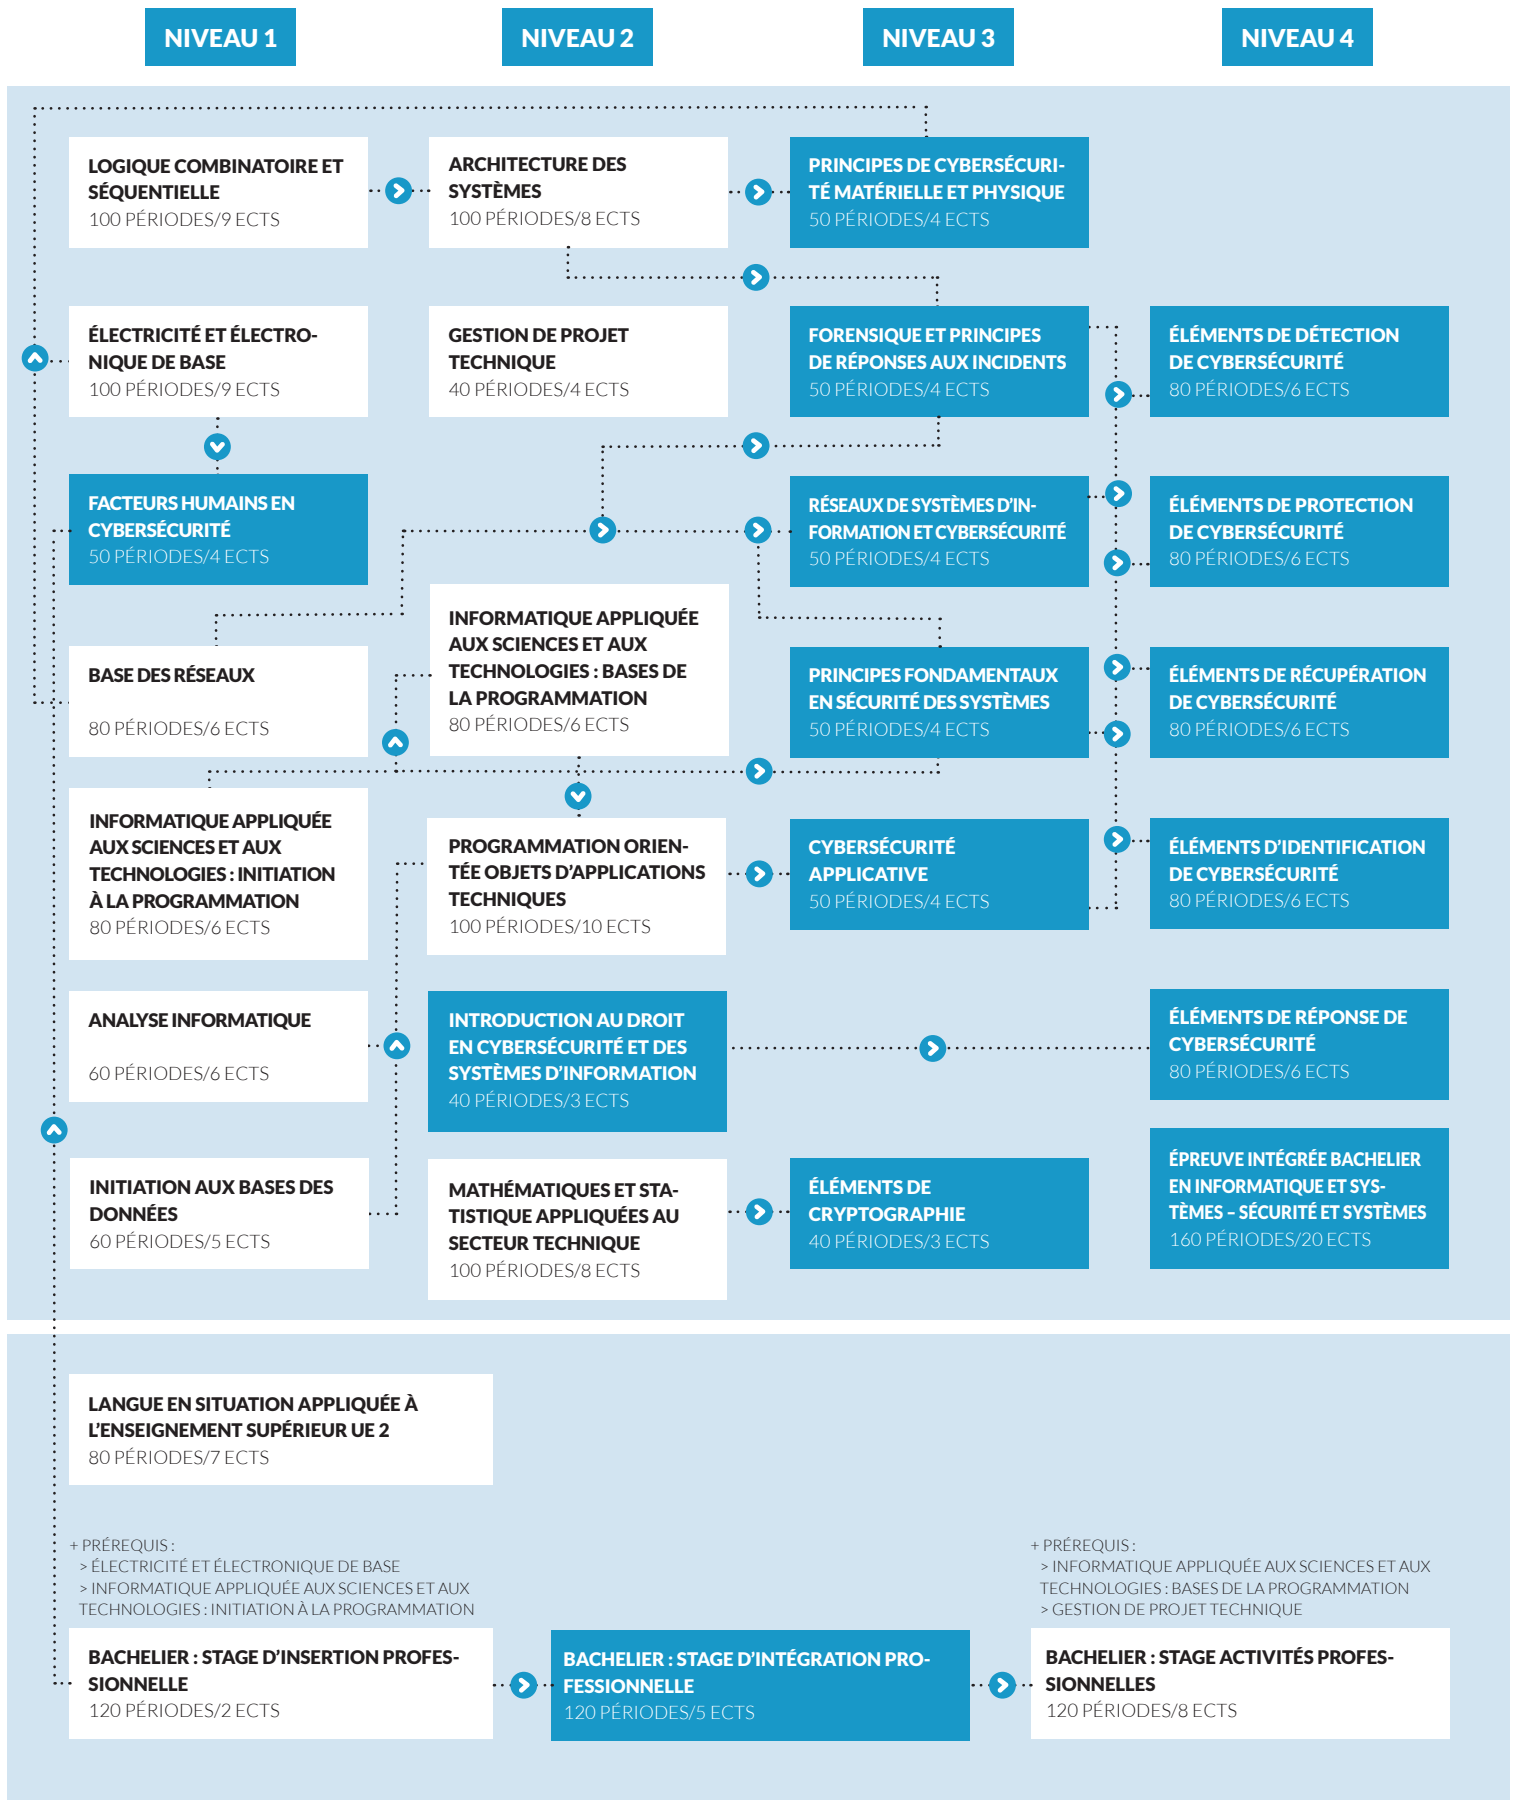 NIVEAU 1
NIVEAU 2
NIVEAU 3
NIVEAU 4
LOGIQUE COMBINATOIRE ET
SÉQUENTIELLE
100 PÉRIODES/9 ECTS
ARCHITECTURE DES
SYSTÈMES
100 PÉRIODES/8 ECTS
PRINCIPES DE CYBERSÉCURI-
TÉ MATÉRIELLE ET PHYSIQUE
50 PÉRIODES/4 ECTS
ÉLECTRICITÉ ET ÉLECTRO-
NIQUE DE BASE
100 PÉRIODES/9 ECTS
GESTION DE PROJET
TECHNIQUE
40 PÉRIODES/4 ECTS
FORENSIQUE ET PRINCIPES
DE RÉPONSES AUX INCIDENTS
50 PÉRIODES/4 ECTS
ÉLÉMENTS DE DÉTECTION
DE CYBERSÉCURITÉ
80 PÉRIODES/6 ECTS
FACTEURS HUMAINS EN
CYBERSÉCURITÉ
50 PÉRIODES/4 ECTS
RÉSEAUX DE SYSTÈMES D'IN-
FORMATION ET CYBERSÉCURITÉ
50 PÉRIODES/4 ECTS
ÉLÉMENTS DE PROTECTION
DE CYBERSÉCURITÉ
80 PÉRIODES/6 ECTS
BASE DES RÉSEAUX
80 PÉRIODES/6 ECTS
INFORMATIQUE APPLIQUÉE
AUX SCIENCES ET AUX
TECHNOLOGIES : BASES DE
LA PROGRAMMATION
80 PÉRIODES/6 ECTS
PRINCIPES FONDAMENTAUX
EN SÉCURITÉ DES SYSTÈMES
50 PÉRIODES/4 ECTS
ÉLÉMENTS DE RÉCUPÉRATION
DE CYBERSÉCURITÉ
80 PÉRIODES/6 ECTS
INFORMATIQUE APPLIQUÉE
AUX SCIENCES ET AUX
TECHNOLOGIES : INITIATION
À LA PROGRAMMATION
80 PÉRIODES/6 ECTS
PROGRAMMATION ORIEN-
TÉE OBJETS D'APPLICATIONS
TECHNIQUES
100 PÉRIODES/10 ECTS
CYBERSÉCURITÉ
APPLICATIVE
50 PÉRIODES/4 ECTS
ÉLÉMENTS D'IDENTIFICATION
DE CYBERSÉCURITÉ
80 PÉRIODES/6 ECTS
ANALYSE INFORMATIQUE
60 PÉRIODES/6 ECTS
INTRODUCTION AU DROIT
EN CYBERSÉCURITÉ ET DES
SYSTÈMES D'INFORMATION
40 PÉRIODES/3 ECTS
ÉLÉMENTS DE RÉPONSE DE
CYBERSÉCURITÉ
80 PÉRIODES/6 ECTS
INITIATION AUX BASES DES
DONNÉES
60 PÉRIODES/5 ECTS
MATHÉMATIQUES ET STA-
TISTIQUE APPLIQUÉES AU
SECTEUR TECHNIQUE
100 PÉRIODES/8 ECTS
ÉLÉMENTS DE
CRYPTOGRAPHIE
40 PÉRIODES/3 ECTS
ÉPREUVE INTÉGRÉE BACHELIER
EN INFORMATIQUE ET SYS-
TÈMES – SÉCURITÉ ET SYSTÈMES
160 PÉRIODES/20 ECTS
LANGUE EN SITUATION APPLIQUÉE À
L'ENSEIGNEMENT SUPÉRIEUR UE 2
80 PÉRIODES/7 ECTS
+ PRÉREQUIS :
> ÉLECTRICITÉ ET ÉLECTRONIQUE DE BASE
> INFORMATIQUE APPLIQUÉE AUX SCIENCES ET AUX
TECHNOLOGIES : INITIATION À LA PROGRAMMATION
+ PRÉREQUIS :
> INFORMATIQUE APPLIQUÉE AUX SCIENCES ET AUX
TECHNOLOGIES : BASES DE LA PROGRAMMATION
> GESTION DE PROJET TECHNIQUE
BACHELIER : STAGE D'INSERTION PROFES-
SIONNELLE
120 PÉRIODES/2 ECTS
BACHELIER : STAGE D'INTÉGRATION PRO-
FESSIONNELLE
120 PÉRIODES/5 ECTS
BACHELIER : STAGE ACTIVITÉS PROFES-
SIONNELLES
120 PÉRIODES/8 ECTS